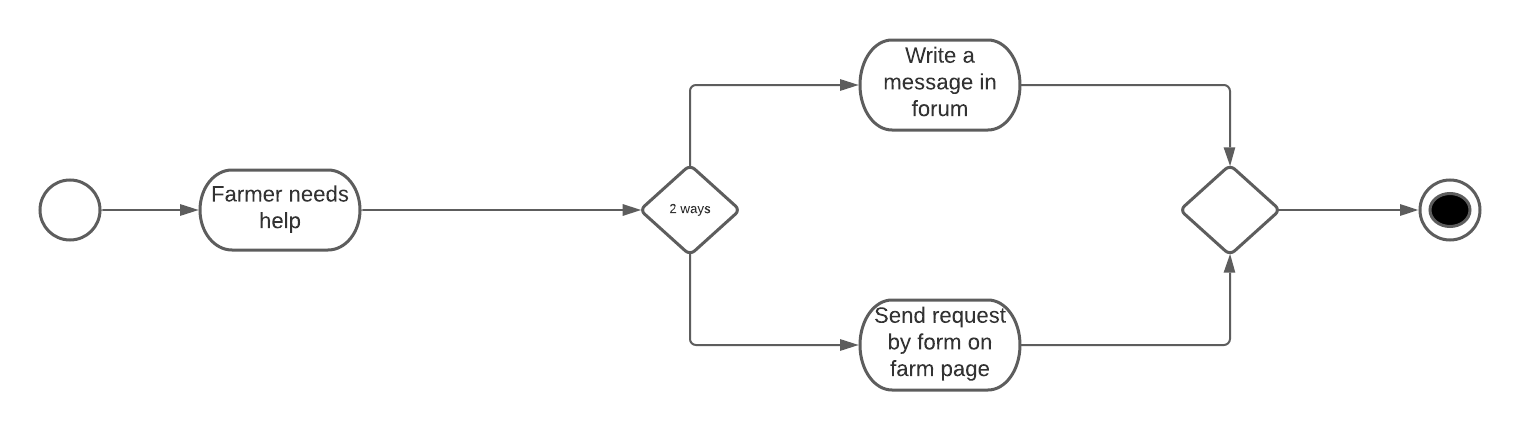 Farmer needs
help
2 ways
Write a
message in
forum
Send request
by form on
farm page